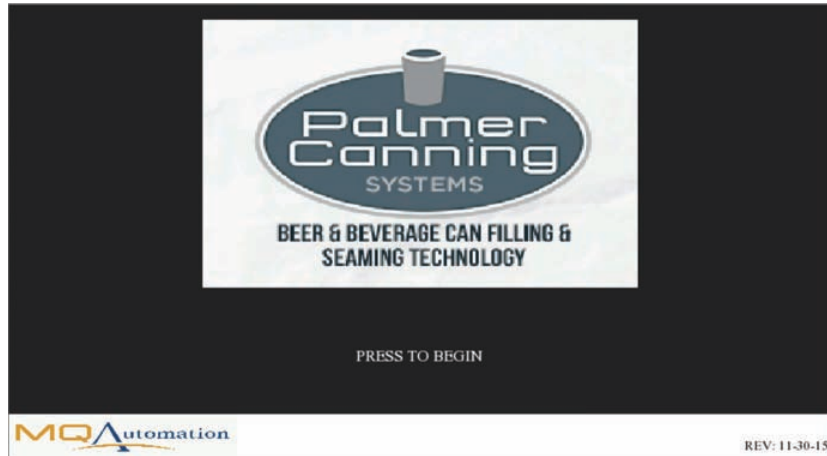 Palmer
Canning
SYSTEMS
BEER & BEVERAGE CAN FILLING &
SEAMING TECHNOLOGY
PRESS TO BEGIN
MQAutomation
REV: 11-30-15